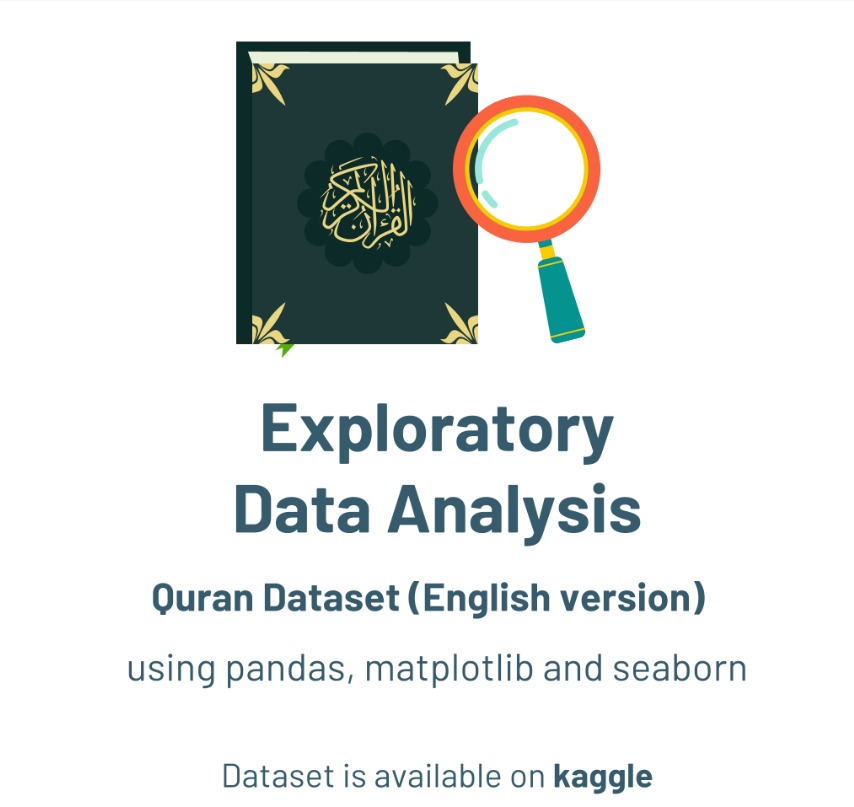 القرآن الكريم
Exploratory
Data Analysis
Quran Dataset (English version)
using pandas, matplotlib and seaborn
Dataset is available on kaggle